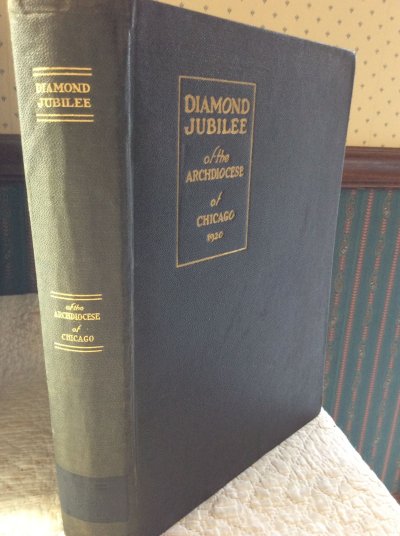 DIAMOND
JUBILEE
of the
ARCHDIOCESE
of
CHICAGO
DIAMOND
JUBILEE
of the
ARCHDIOCESE
of
CHICAGO
1920